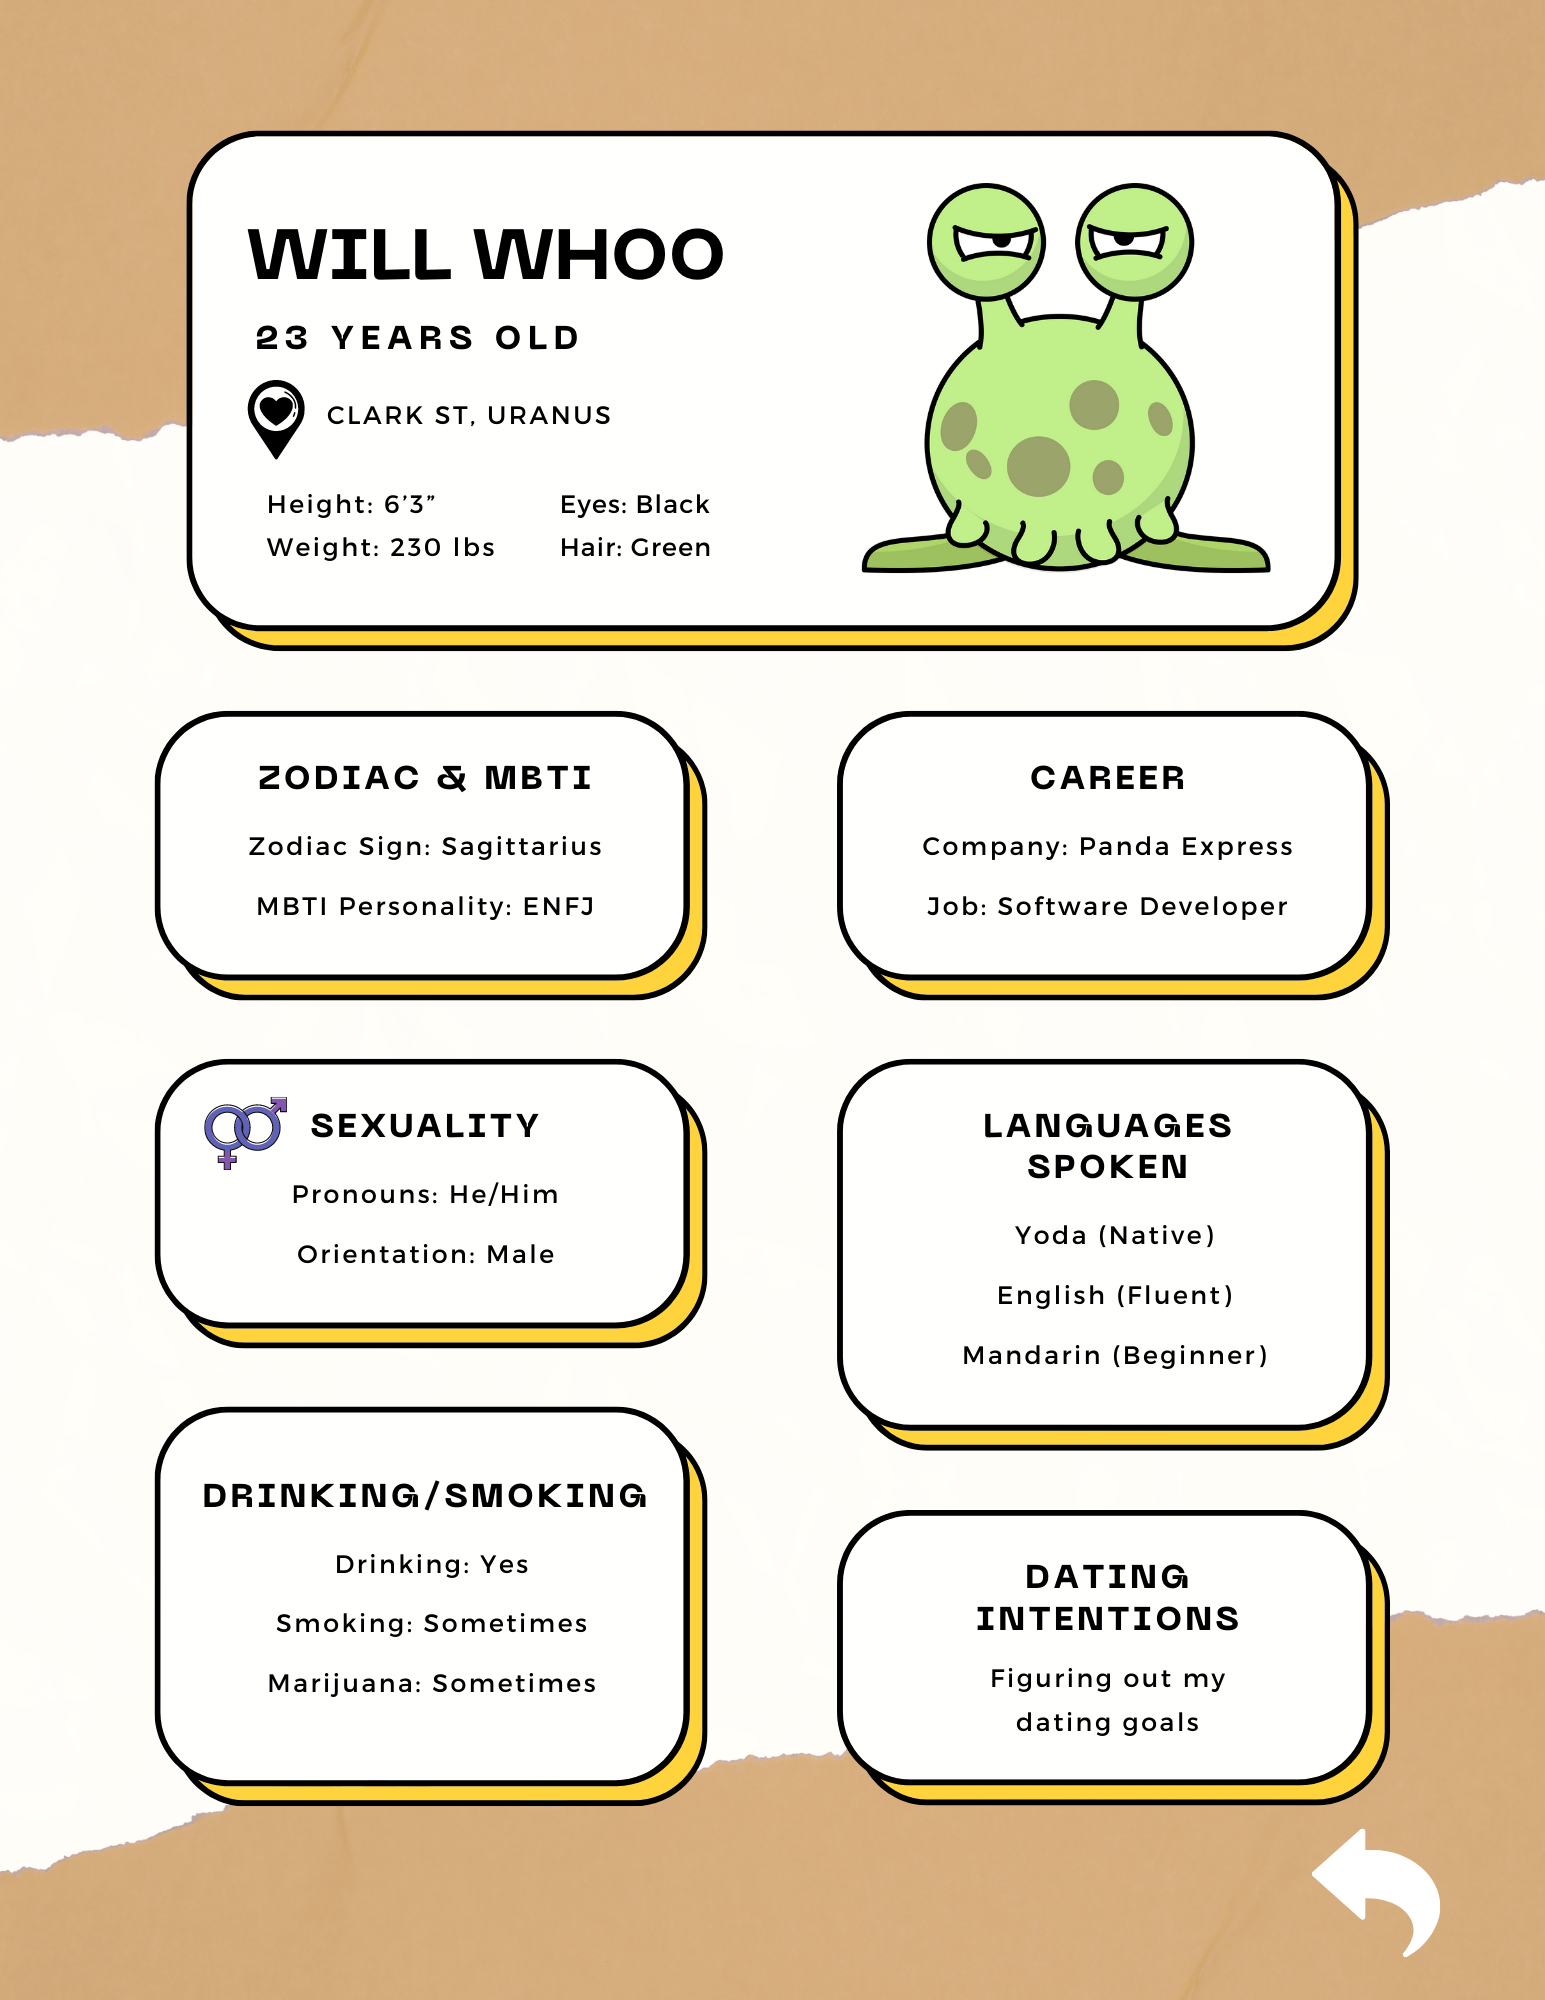 WILL WHOO
23 YEARS OLD
CLARK ST, URANUS
Height: 6’3”
Weight: 230 lbs
Eyes: Black
Hair: Green
ZODIAC & MBTI
Zodiac Sign: Sagittarius
MBTI Personality: ENFJ
CAREER
Company: Panda Express
Job: Software Developer
SEXUALITY
Pronouns: He/Him
Orientation: Male
LANGUAGES
SPOKEN
Yoda (Native)
English (Fluent)
Mandarin (Beginner)
DRINKING/SMOKING
Drinking: Yes
Smoking: Sometimes
Marijuana: Sometimes
DATING
INTENTIONS
Figuring out my
dating goals